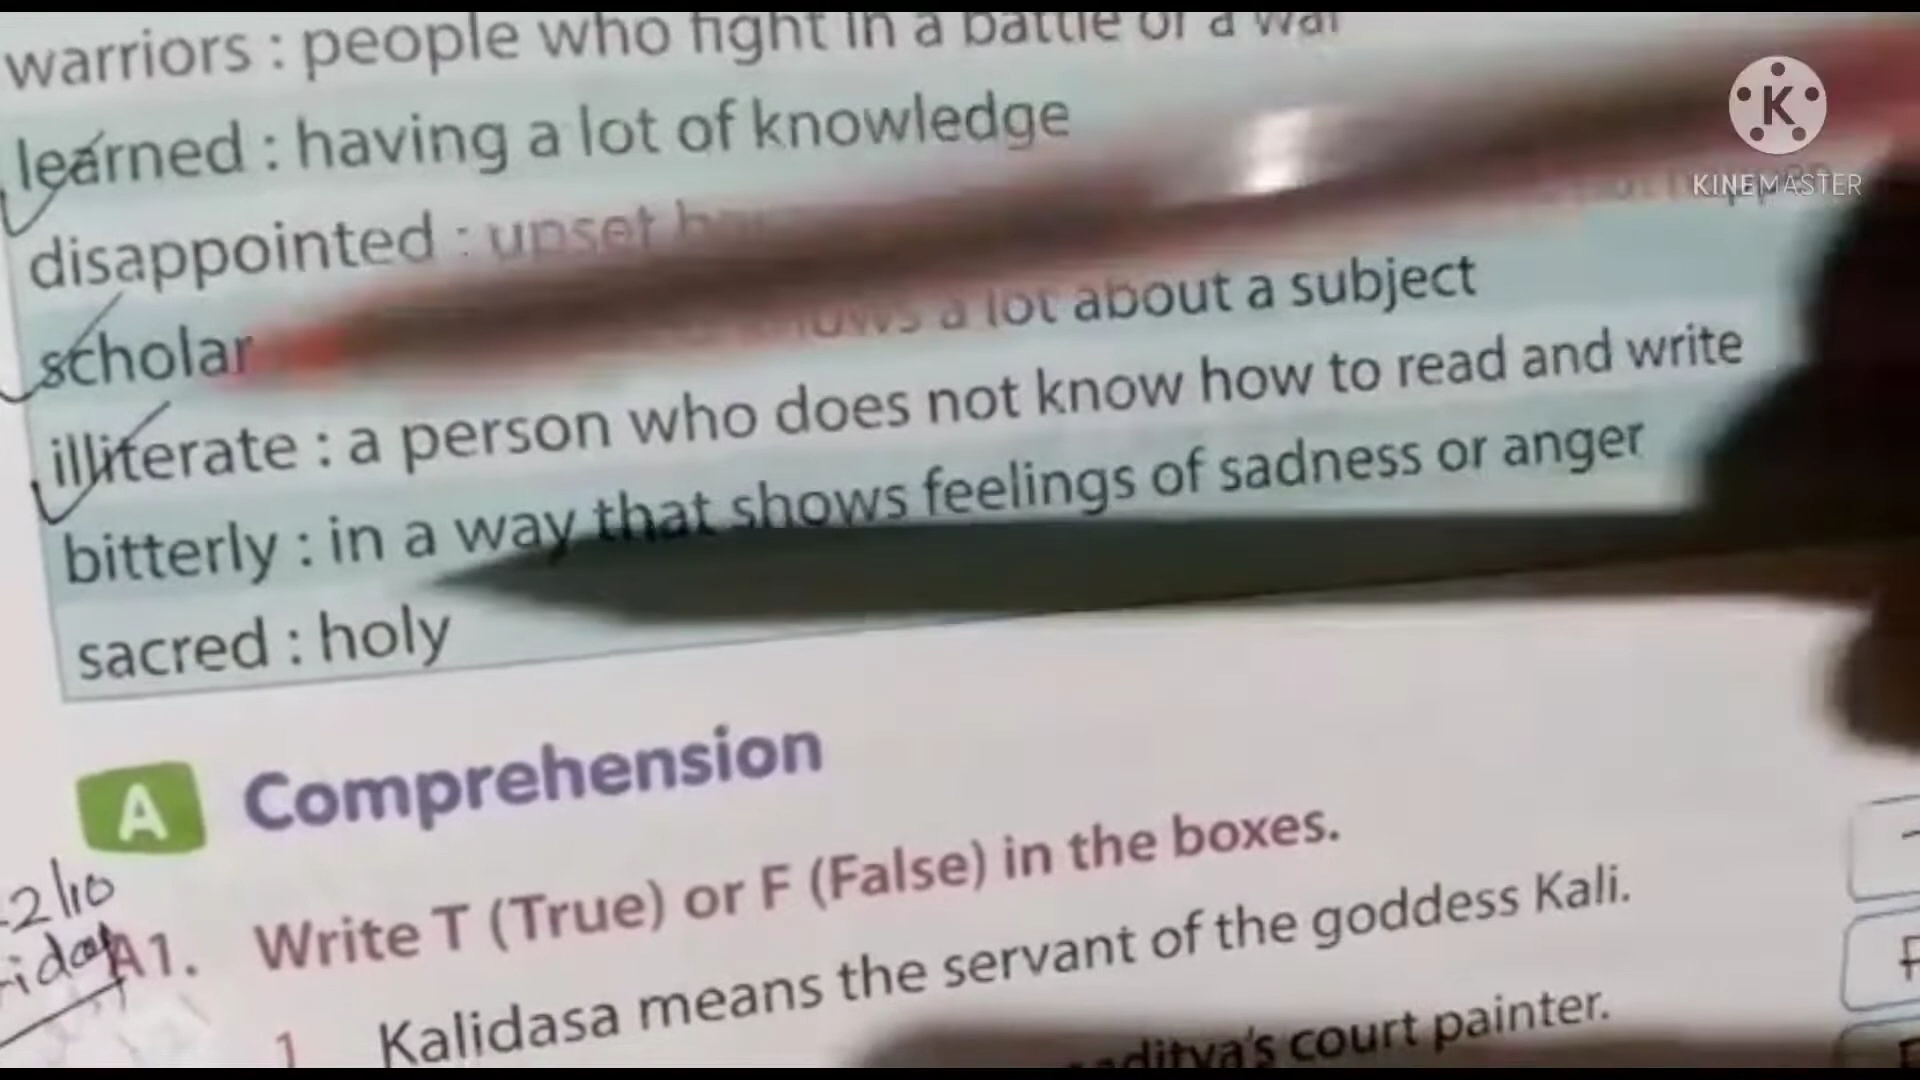 warriors : people who fight in a battle or a war
learned : having a lot of knowledge
disappointed : upset
scholar a lot about a subject
illiterate : a person who does not know how to read and write
bitterly : in a way that shows feelings of sadness or anger
sacred : holy
K
KINEMASTER
A Comprehension
2/10
A1. Write T (True) or F (False) in the boxes.
1 Kalidasa means the servant of the goddess Kali.
court painter.